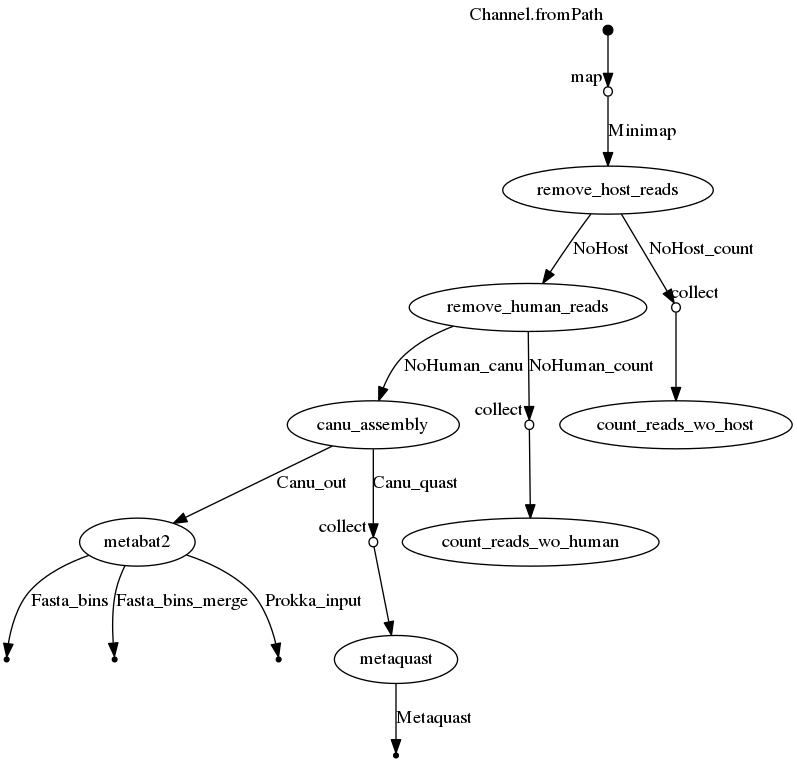 Channel.fromPath
map
Minimap
remove_host_reads
NoHost
NoHost_count
collect
remove_human_reads
NoHuman_canu
NoHuman_count
collect
canu_assembly
count_reads_wo_host
Canu_out
Canu_quast
collect
metabat2
count_reads_wo_human
Fasta_bins
Fasta_bins_merge
Prokka_input
metaquast
Metaquast